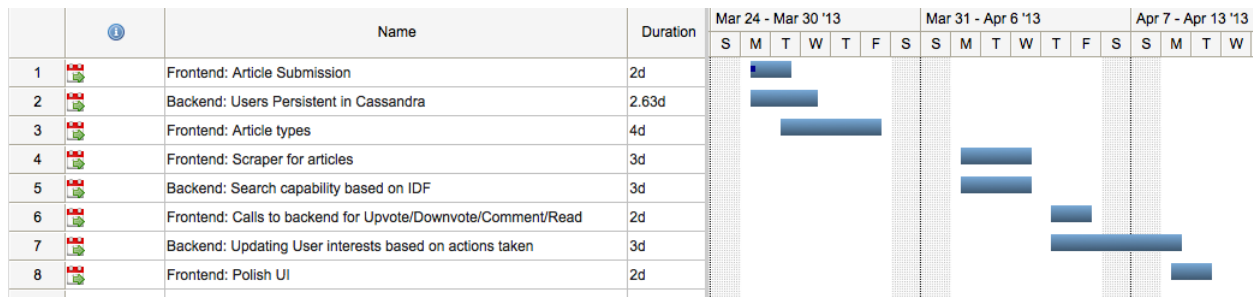 Name Duration Mar 24 - Mar 30 '13 Mar 31 - Apr 6 '13 Apr 7 - Apr 13 '13
S M T W T F S S M T W T F S S M T W
1 Frontend: Article Submission 2d
2 Backend: Users Persistent in Cassandra 2.63d
3 Frontend: Article types 4d
4 Frontend: Scraper for articles 3d
5 Backend: Search capability based on IDF 3d
6 Frontend: Calls to backend for Upvote/Downvote/Comment/Read 2d
7 Backend: Updating User interests based on actions taken 3d
8 Frontend: Polish UI 2d